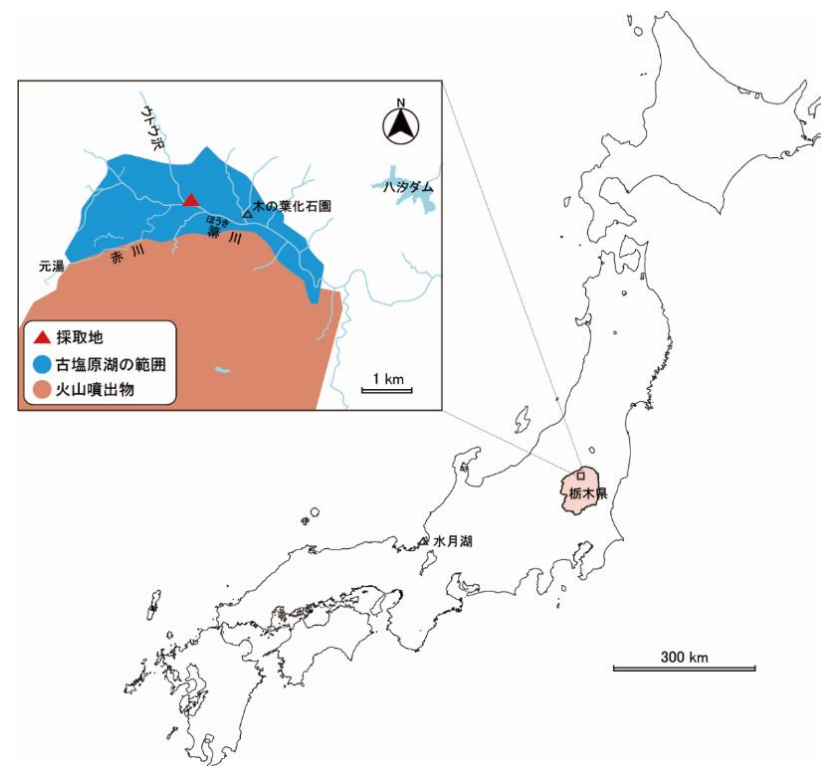 N
ウトウ沢
八汐ダム
木の葉化石園
ほうき
箒川
赤川
元湯
採取地
古塩原湖の範囲
火山噴出物
1 km
栃木県
水月湖
300 km